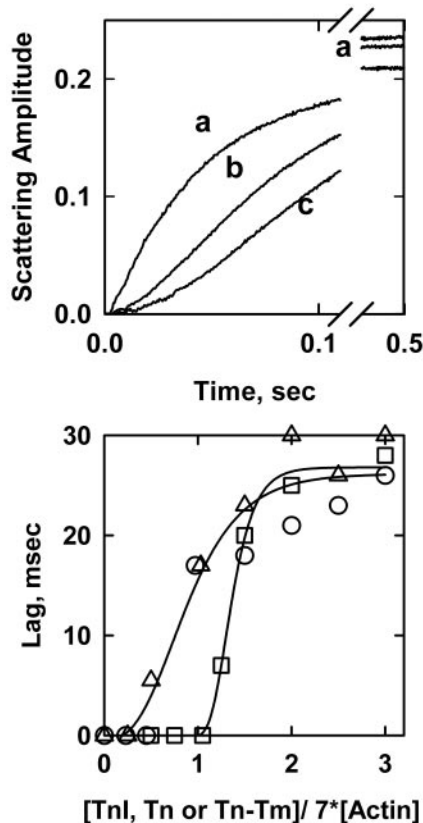 Scattering Amplitude
0.2
0.1
0.0
a
b
c
a
0.0
0.1
0.5
Time, sec
Lag, msec
30
20
10
0
0
1
2
3
[TnI, Tn or Tn-Tm]/ 7*[Actin]